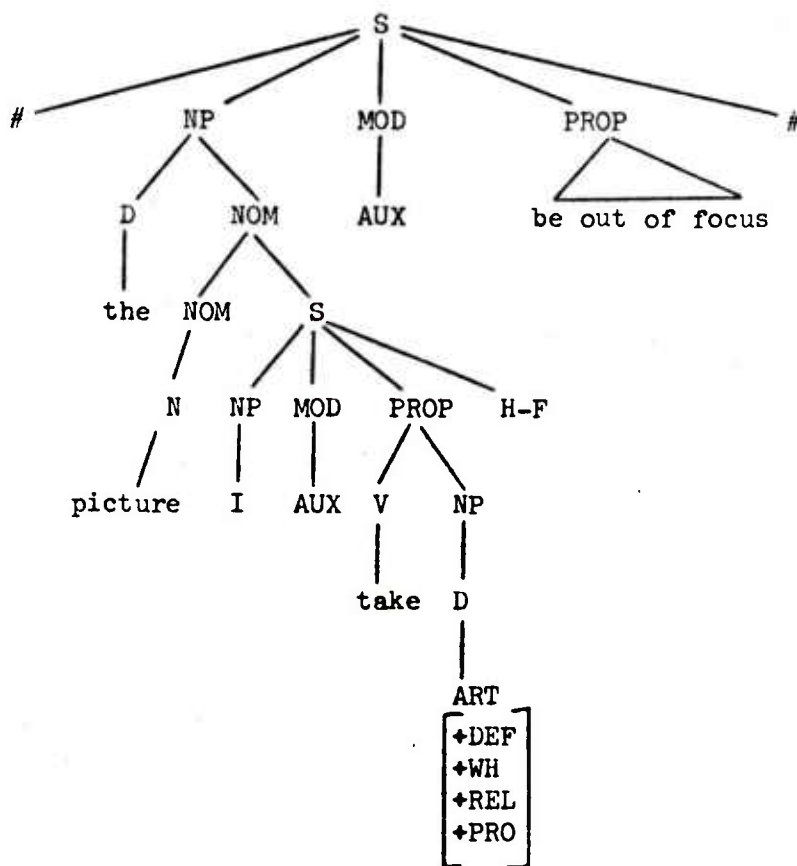 S
# NP MOD PROP #
D NOM AUX be out of focus
the NOM S
N NP MOD PROP H-F
picture I AUX V NP
take D
ART
+DEF
+WH
+REL
+PRO